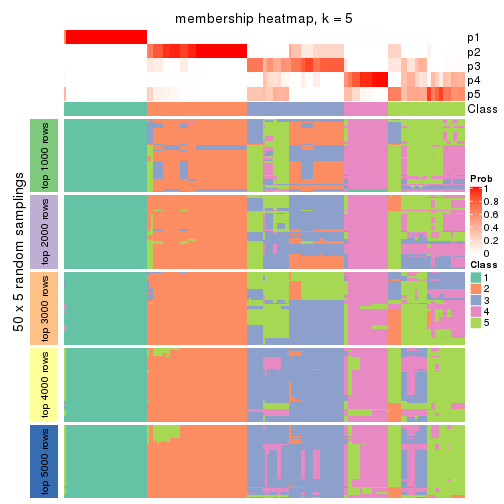 membership heatmap, k = 5
p1
p2
p3
p4
p5
Class
50 x 5 random samplings
top 1000 rows
top 2000 rows
top 3000 rows
top 4000 rows
top 5000 rows
Prob
1
0.8
0.6
0.4
0.2
0
Class
1
2
3
4
5